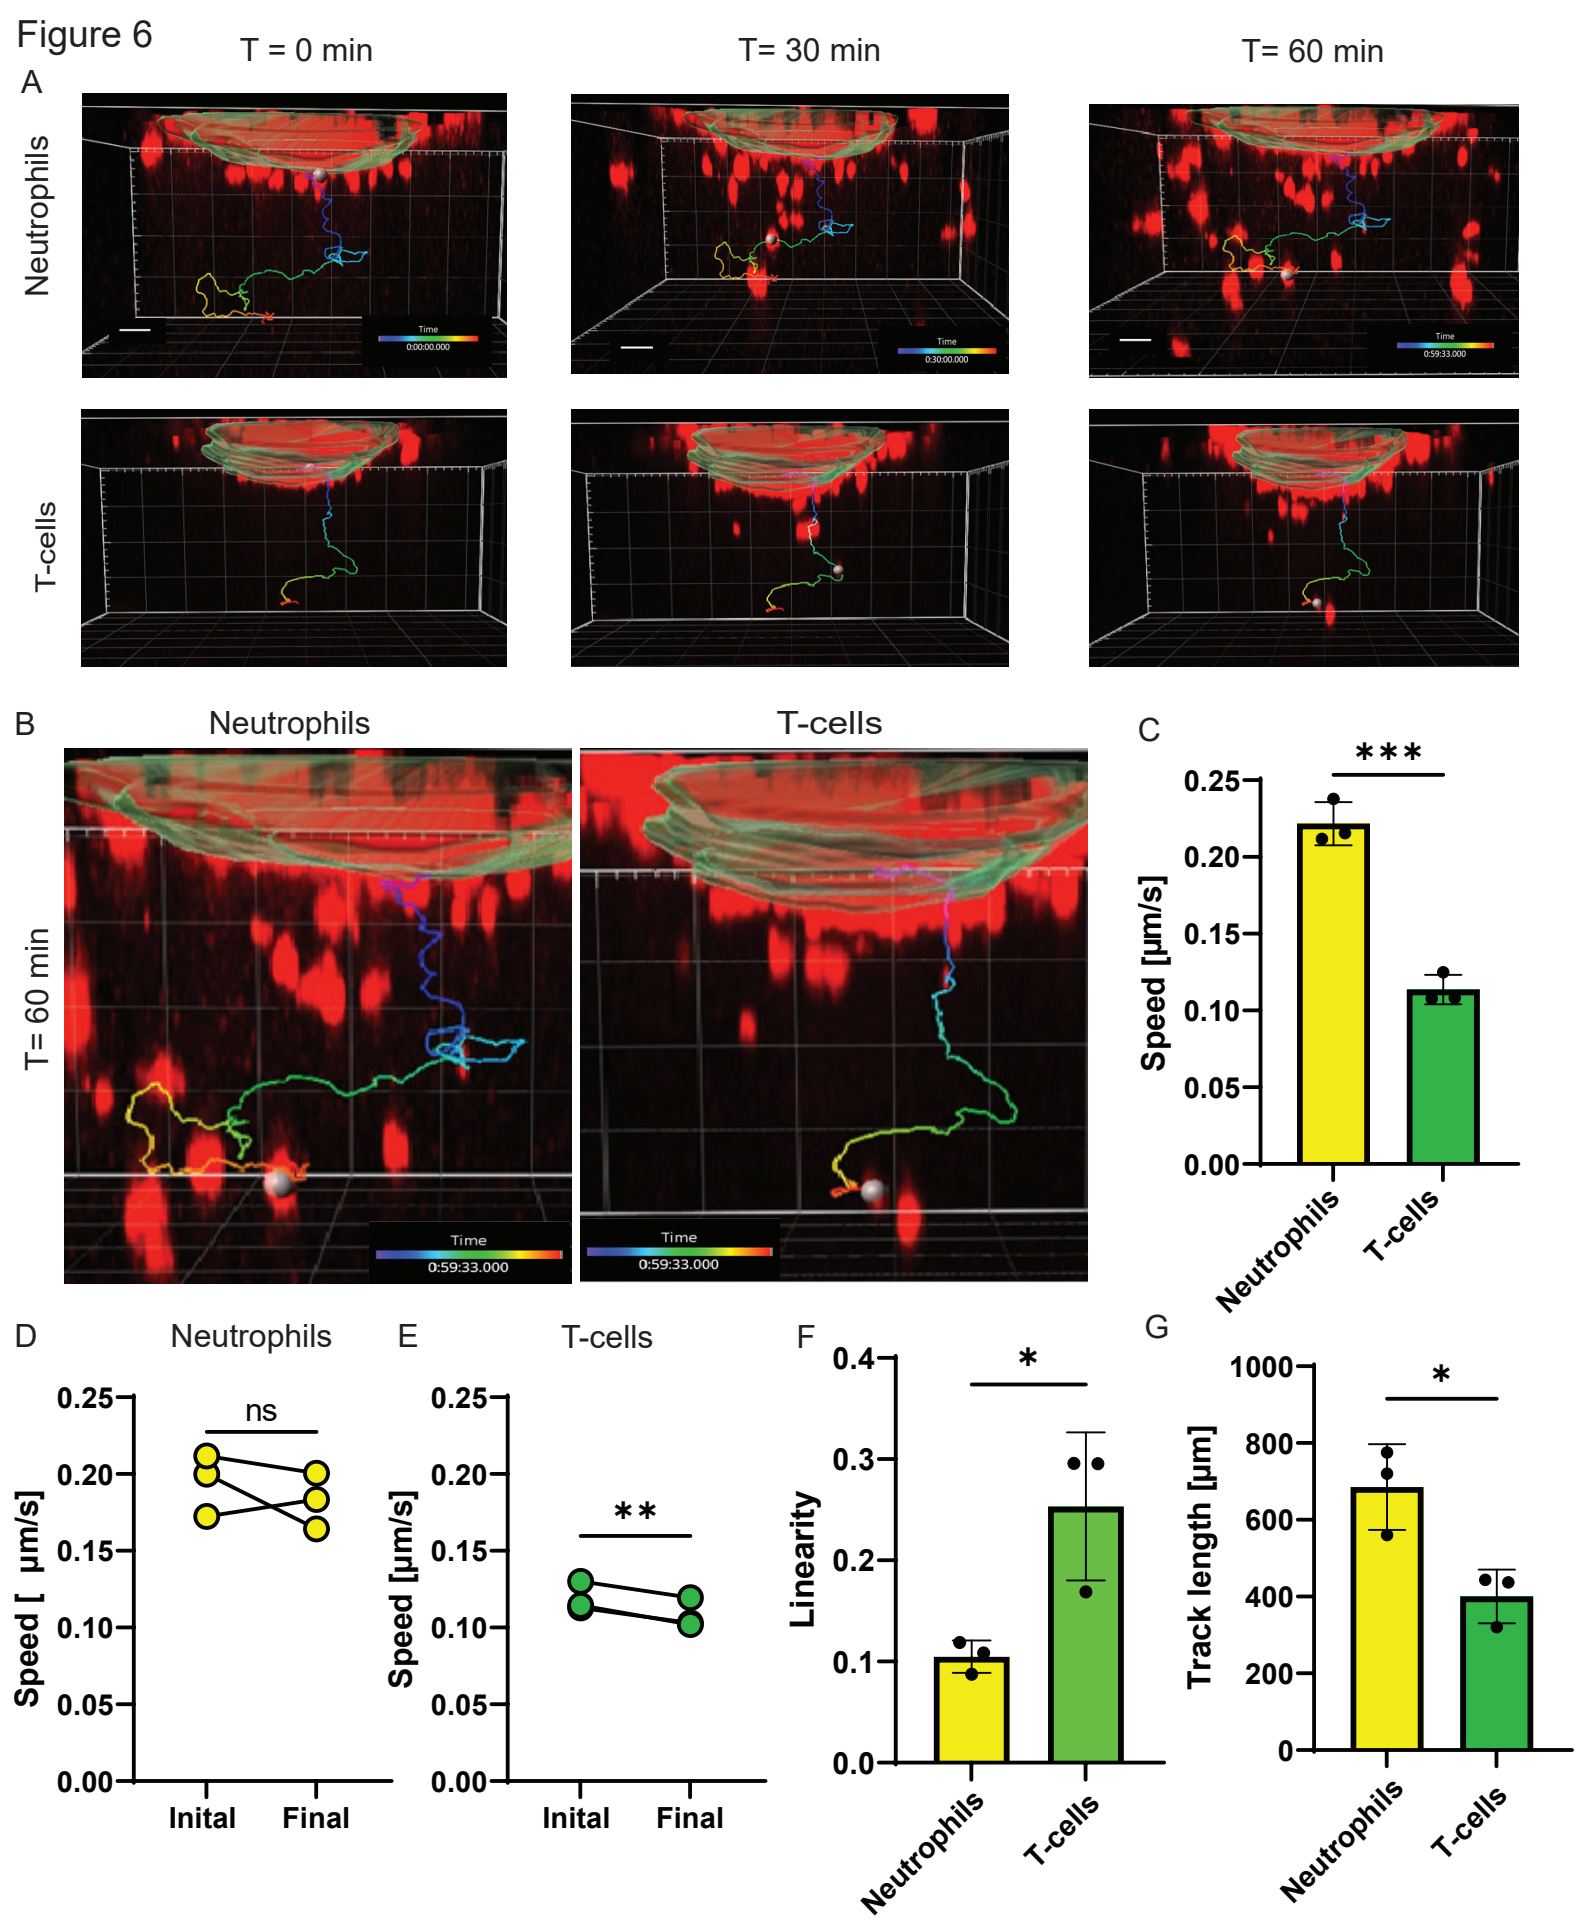 Figure 6
T = 0 min
T= 30 min
T= 60 min
A
Neutrophils
Time
0:00:00.000
Time
0:30:00.000
Time
0:59:33.000
T-cells
B
Neutrophils
T-cells
T= 60 min
Time
0:59:33.000
Time
0:59:33.000
C
***
Speed [µm/s]
0.25
0.20
0.15
0.10
0.05
0.00
Neutrophils
T-cells
D
Neutrophils
ns
Speed [ µm/s]
0.25
0.20
0.15
0.10
0.05
0.00
Inital
Final
E
T-cells
**
Speed [µm/s]
0.25
0.20
0.15
0.10
0.05
0.00
Inital
Final
F
*
Linearity
0.4
0.3
0.2
0.1
0.0
Neutrophils
T-cells
G
*
Track length [µm]
1000
800
600
400
200
0
Neutrophils
T-cells